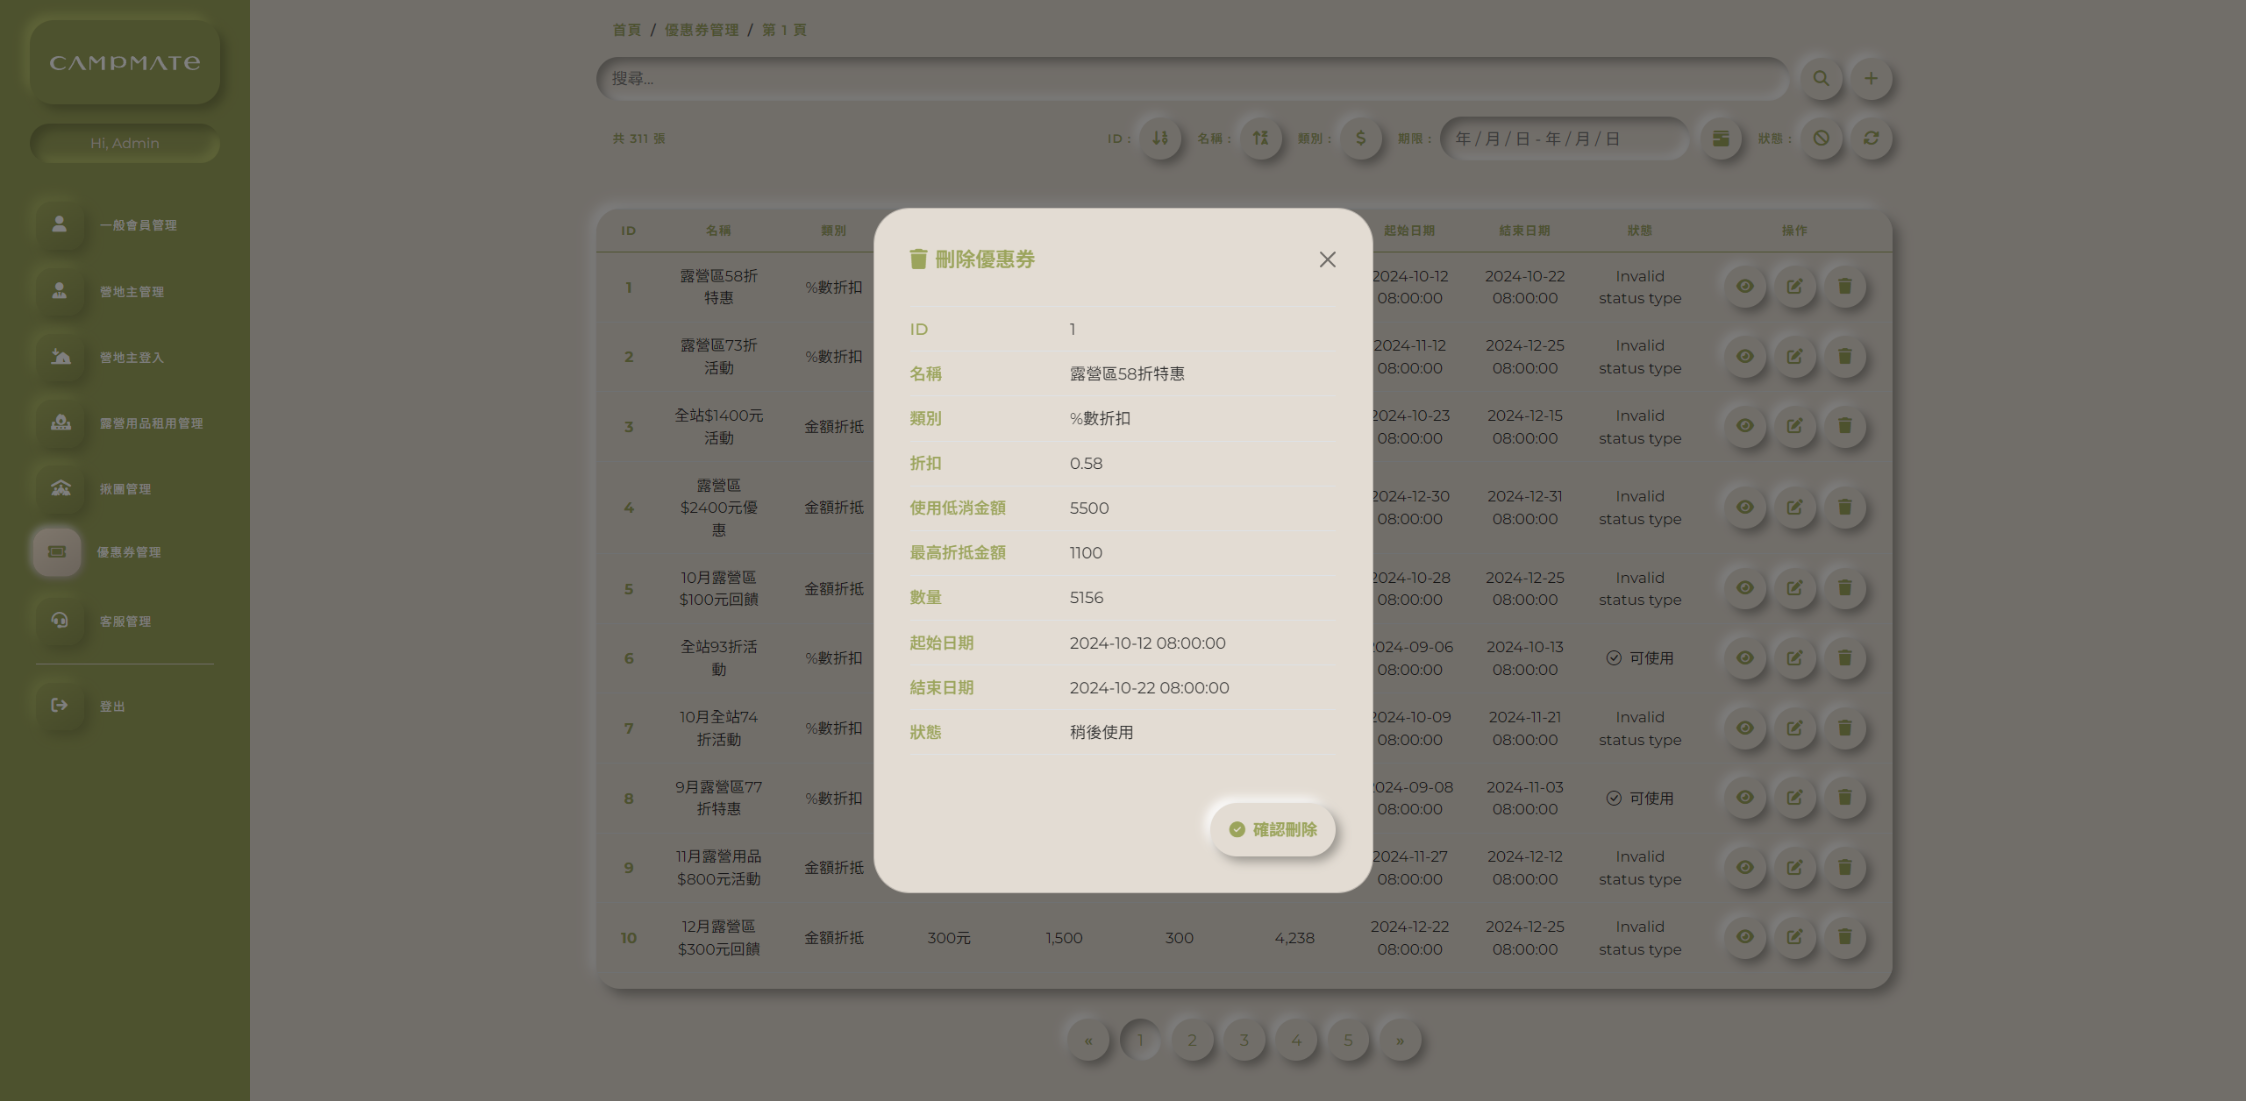 CAMPMATE
Hi, Admin
一般會員管理
營地主管理
營地主登入
露營用品租用管理
揪團管理
優惠券管理
客服管理
登出
首頁 / 優惠券管理 / 第 1 頁
搜尋...
共 311 張
ID : 名稱 : 類別 : $ 期限 : 年 / 月 / 日 - 年 / 月 / 日 狀態 :
ID 名稱 類別 起始日期 結束日期 狀態 操作
1 露營區58折特惠 %數折扣 2024-10-12 08:00:00 2024-10-22 08:00:00 Invalid status type
2 露營區73折活動 %數折扣 2024-11-12 08:00:00 2024-12-25 08:00:00 Invalid status type
3 全站$1400元活動 金額折抵 2024-10-23 08:00:00 2024-12-15 08:00:00 Invalid status type
4 露營區$2400元優惠 金額折抵 2024-12-30 08:00:00 2024-12-31 08:00:00 Invalid status type
5 10月露營區$100元回饋 金額折抵 2024-10-28 08:00:00 2024-12-25 08:00:00 Invalid status type
6 全站93折活動 %數折扣 2024-09-06 08:00:00 2024-10-13 08:00:00 可使用
7 10月全站74折活動 %數折扣 2024-10-09 08:00:00 2024-11-21 08:00:00 Invalid status type
8 9月露營區77折特惠 %數折扣 2024-09-08 08:00:00 2024-11-03 08:00:00 可使用
9 11月露營用品$800元活動 金額折抵 2024-11-27 08:00:00 2024-12-12 08:00:00 Invalid status type
10 12月露營區$300元回饋 金額折抵 300元 1,500 300 4,238 2024-12-22 08:00:00 2024-12-25 08:00:00 Invalid status type
« 1 2 3 4 5 »
刪除優惠券
ID 1
名稱 露營區58折特惠
類別 %數折扣
折扣 0.58
使用低消金額 5500
最高折抵金額 1100
數量 5156
起始日期 2024-10-12 08:00:00
結束日期 2024-10-22 08:00:00
狀態 稍後使用
確認刪除